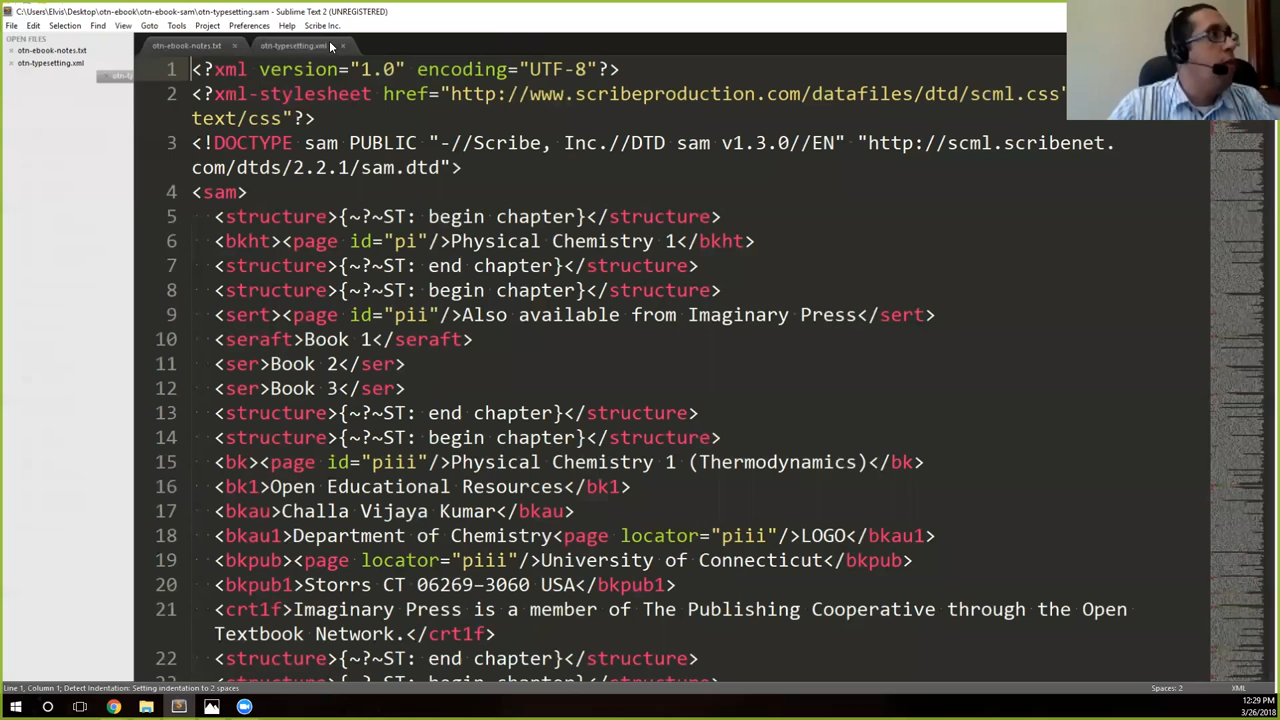 C:\Users\Elvis\Desktop\otn-ebook\otn-ebook-sam\otn-typesetting.sam - Sublime Text 2 (UNREGISTERED)
File Edit Selection Find View Goto Tools Project Preferences Help Scribe Inc.
OPEN FILES
× otn-ebook-notes.txt
× otn-typesetting.xml
otn-ebook-notes.txt ×
otn-typesetting.xml ×
1 <?xml version="1.0" encoding="UTF-8"?>
2 <?xml-stylesheet href="http://www.scribeproduction.com/datafiles/dtd/scml.css"
text/css"?>
3 <!DOCTYPE sam PUBLIC "-//Scribe, Inc.//DTD sam v1.3.0//EN" "http://scml.scribenet.
com/dtds/2.2.1/sam.dtd">
4 <sam>
5 <structure>{~?~ST: begin chapter}</structure>
6 <bkht><page id="pi"/>Physical Chemistry 1</bkht>
7 <structure>{~?~ST: end chapter}</structure>
8 <structure>{~?~ST: begin chapter}</structure>
9 <sert><page id="pii"/>Also available from Imaginary Press</sert>
10 <seraft>Book 1</seraft>
11 <ser>Book 2</ser>
12 <ser>Book 3</ser>
13 <structure>{~?~ST: end chapter}</structure>
14 <structure>{~?~ST: begin chapter}</structure>
15 <bk><page id="piii"/>Physical Chemistry 1 (Thermodynamics)</bk>
16 <bk1>Open Educational Resources</bk1>
17 <bkau>Challa Vijaya Kumar</bkau>
18 <bkau1>Department of Chemistry<page locator="piii"/>LOGO</bkau1>
19 <bkpub><page locator="piii"/>University of Connecticut</bkpub>
20 <bkpub1>Storrs CT 06269–3060 USA</bkpub1>
21 <crt1f>Imaginary Press is a member of The Publishing Cooperative through the Open
Textbook Network.</crt1f>
22 <structure>{~?~ST: end chapter}</structure>
Line 1, Column 1; Detect Indentation: Setting indentation to 2 spaces
Spaces: 2
XML
12:29 PM
3/26/2018